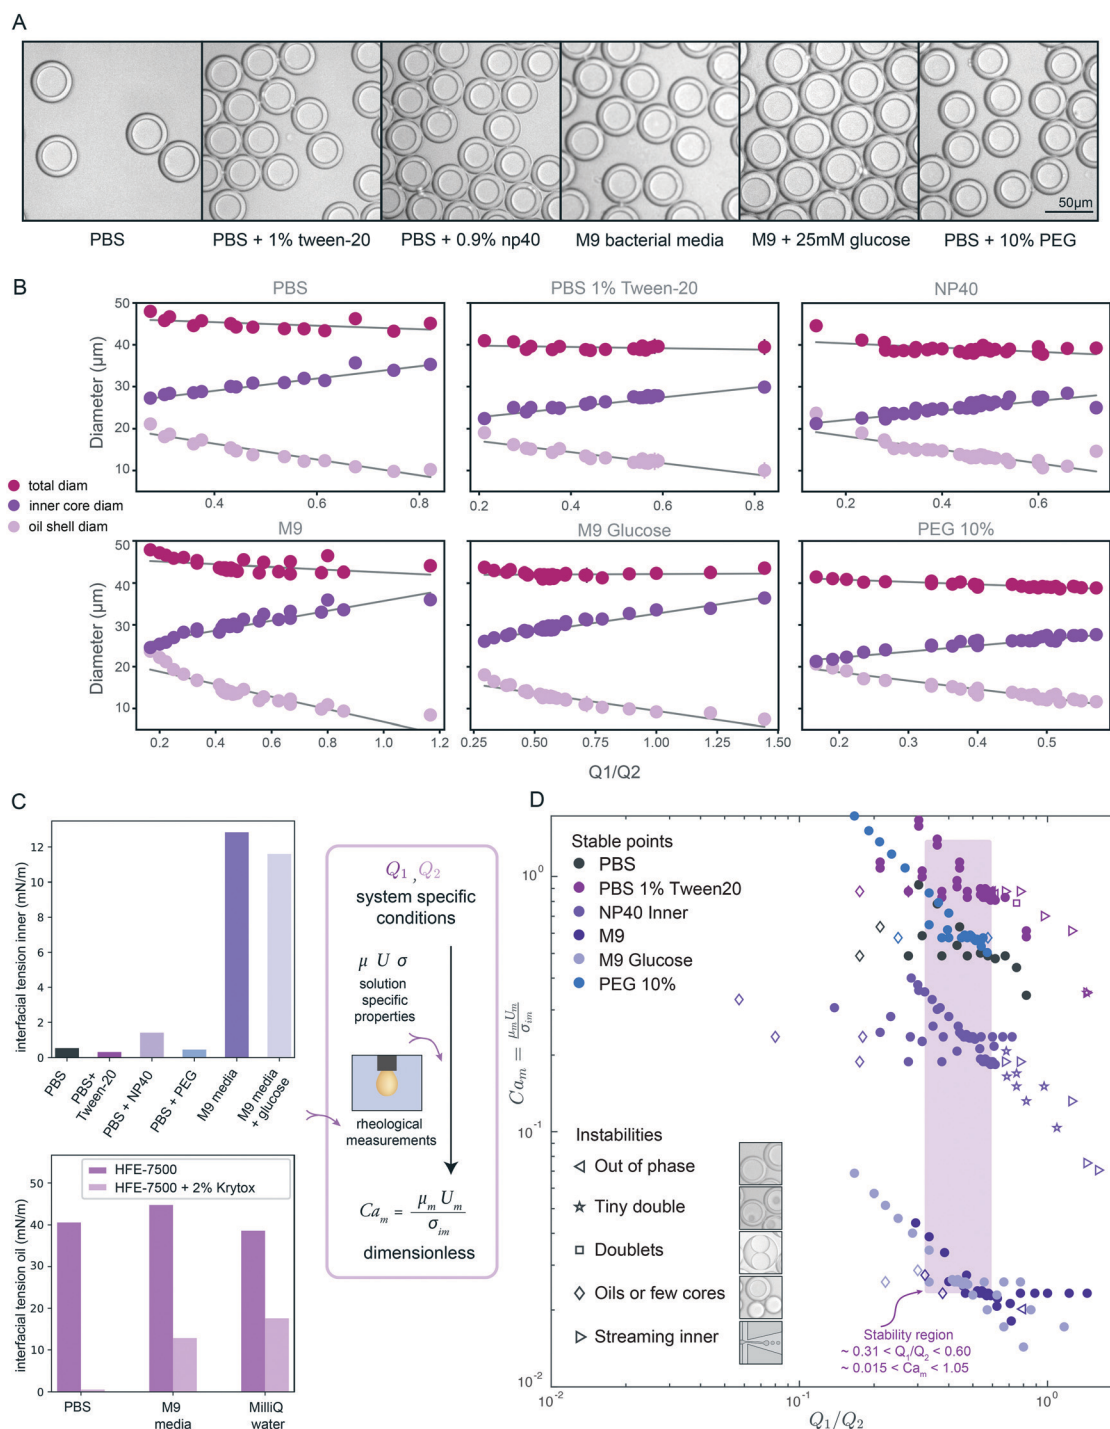 A
50µm
PBS
PBS + 1% tween-20
PBS + 0.9% np40
M9 bacterial media
M9 + 25mM glucose
PBS + 10% PEG
B
PBS
PBS 1% Tween-20
NP40
50
40
30
20
10
Diameter (µm)
0.4
0.6
0.8
0.2
0.3
0.4
0.5
0.6
0.7
0.8
0.2
0.4
0.6
total diam
inner core diam
oil shell diam
M9
M9 Glucose
PEG 10%
50
40
30
20
10
Diameter (µm)
0.2
0.4
0.6
0.8
1.0
1.2
0.25
0.50
0.75
1.00
1.25
1.50
0.2
0.3
0.4
0.5
Q1/Q2
C
interfacial tension inner (mN/m)
12
10
8
6
4
2
0
PBS
PBS+
Tween-20
PBS + NP40
PBS + PEG
M9 media
M9 media
+ glucose
HFE-7500
HFE-7500 + 2% Krytox
interfacial tension oil (mN/m)
50
40
30
20
10
0
PBS
M9
media
MilliQ
water
Q₁ , Q₂
system specific
conditions
µ U σ
solution
specific
properties
rheological
measurements
Caₘ = µₘ Uₘ / σᵢₘ
dimensionless
D
Stable points
PBS
PBS 1% Tween20
NP40 Inner
M9
M9 Glucose
PEG 10%
Caₘ = µₘUₘ / σᵢₘ
10⁰
10⁻¹
10⁻²
Instabilities
Out of phase
Tiny double
Doublets
Oils or few cores
Streaming inner
Stability region
~ 0.31 < Q₁/Q₂ < 0.60
~ 0.015 < Caₘ < 1.05
10⁻²
10⁻¹
10⁰
Q₁/Q₂